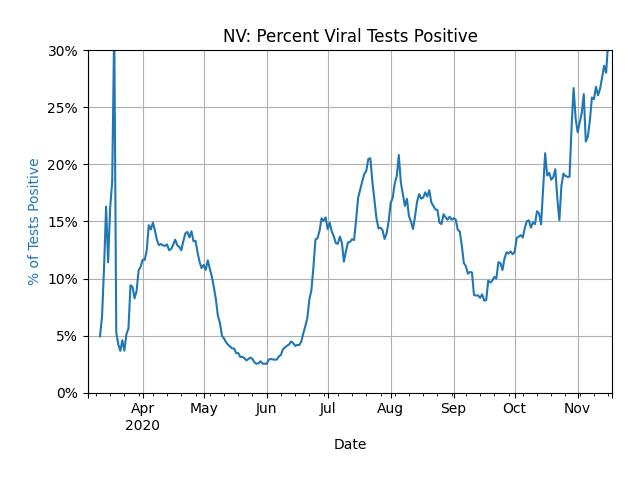 NV: Percent Viral Tests Positive
30%
25%
20%
15%
10%
5%
0%
% of Tests Positive
Apr May Jun Jul Aug Sep Oct Nov
2020
Date